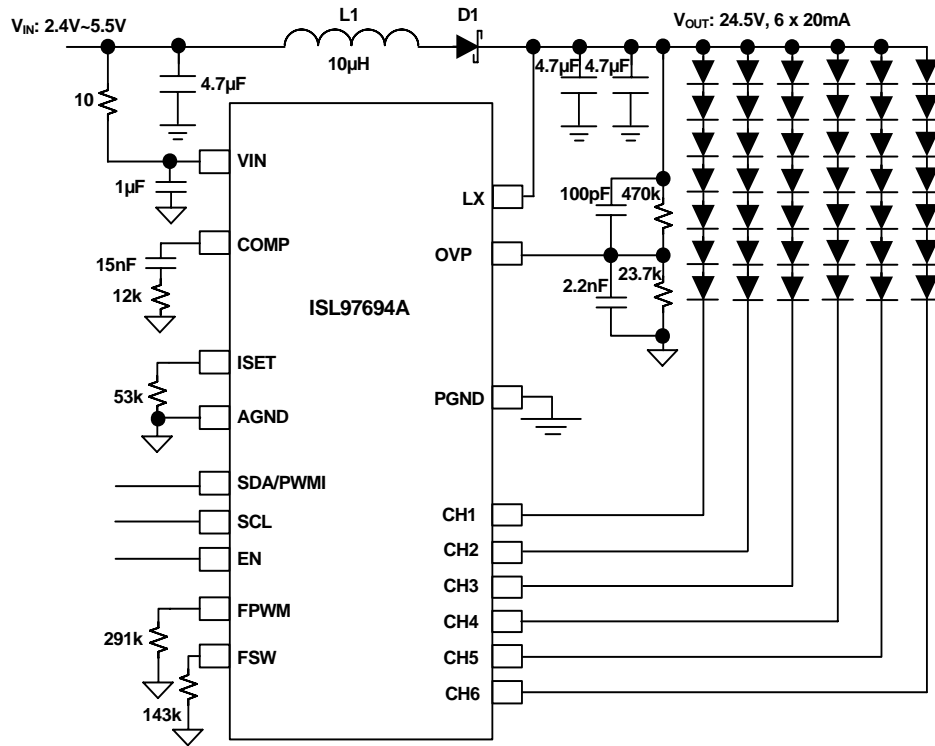 L1
D1
VIN: 2.4V~5.5V
VOUT: 24.5V, 6 x 20mA
10µH
4.7µF
4.7µF
4.7µF
10
VIN
1µF
LX
100pF
470k
COMP
OVP
15nF
12k
2.2nF
23.7k
ISL97694A
ISET
53k
PGND
AGND
SDA/PWMI
SCL
EN
CH1
CH2
CH3
FPWM
CH4
291k
FSW
CH5
CH6
143k